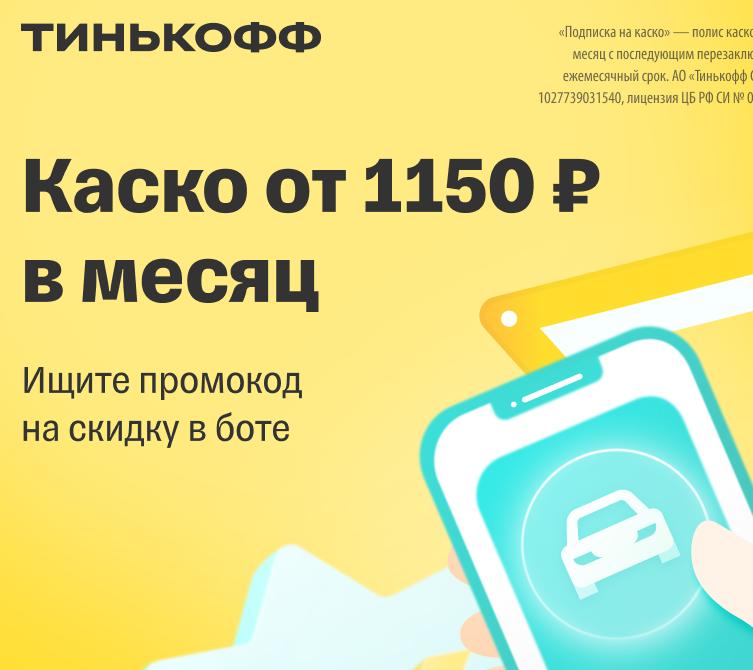 ТИНЬКОФФ
«Подписка на каско» — полис каско
месяц с последующим
ежемесячный срок. АО «Тинькофф
1027739031540, лицензия ЦБ РФ СИ № 0
Каско от 1150 ₽
в месяц
Ищите промокод
на скидку в боте